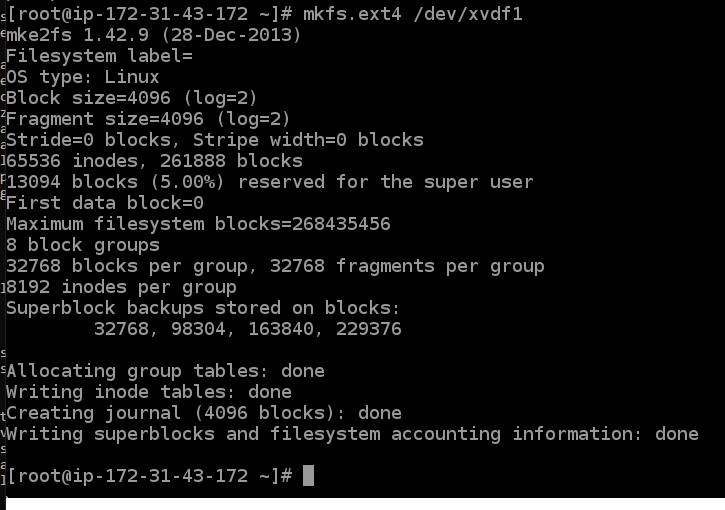 [root@ip-172-31-43-172 ~]# mkfs.ext4 /dev/xvdf1
mke2fs 1.42.9 (28-Dec-2013)
Filesystem label=
OS type: Linux
Block size=4096 (log=2)
Fragment size=4096 (log=2)
Stride=0 blocks, Stripe width=0 blocks
65536 inodes, 261888 blocks
13094 blocks (5.00%) reserved for the super user
First data block=0
Maximum filesystem blocks=268435456
8 block groups
32768 blocks per group, 32768 fragments per group
8192 inodes per group
Superblock backups stored on blocks:
        32768, 98304, 163840, 229376

Allocating group tables: done
Writing inode tables: done
Creating journal (4096 blocks): done
Writing superblocks and filesystem accounting information: done

[root@ip-172-31-43-172 ~]#